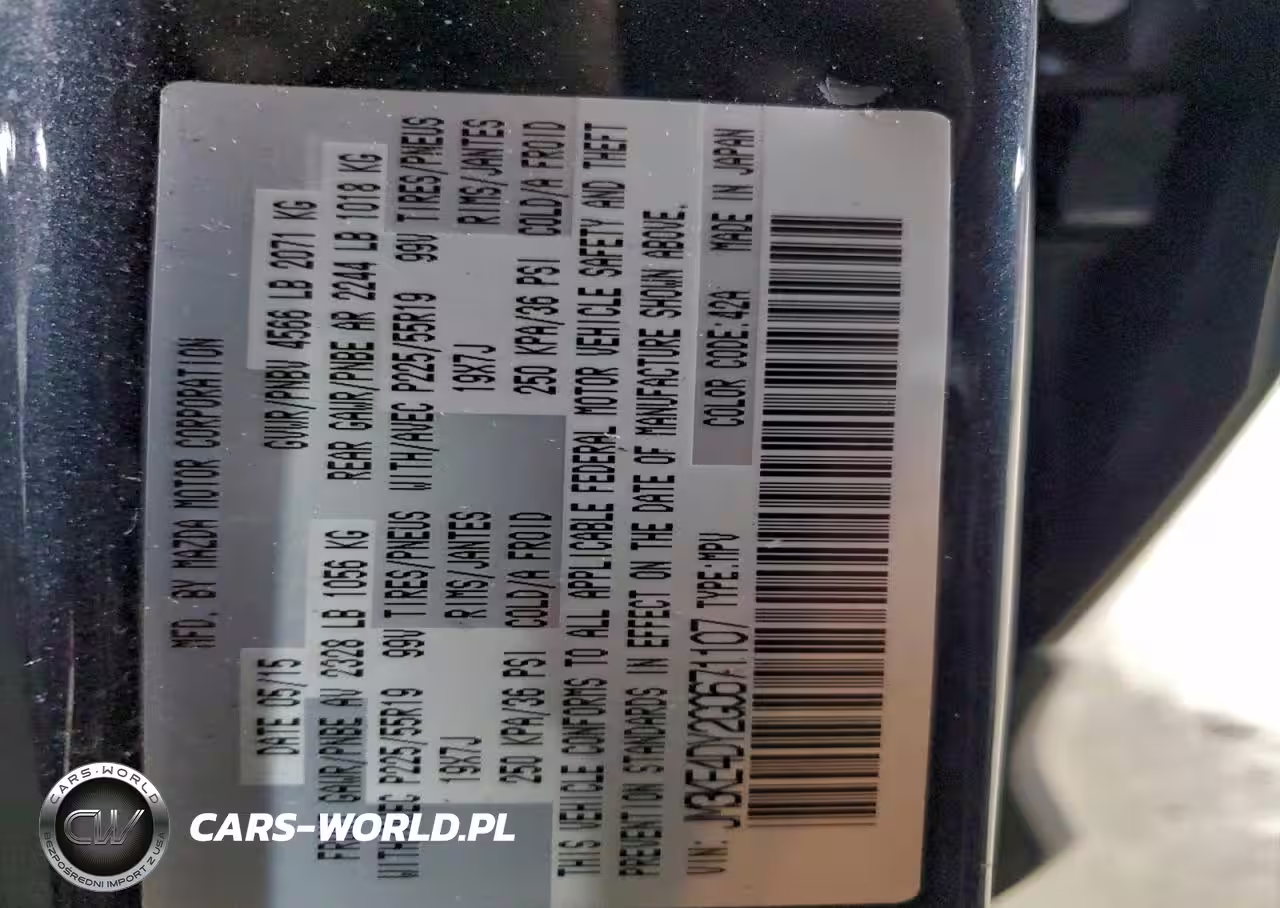 MFD. BY MAZDA MOTOR CORPORATION
DATE 05/15 GVWR/PNBV 4566 LB 2071 KG
GAWR/PNBE AV 2328 LB 1056 KG REAR GAWR/PNBE AR 2244 LB 1018 KG
P225/55R19 99V TIRES/PNEUS WITH/AVEC P225/55R19 99V TIRES/PNEUS
19X7J RIMS/JANTES 19X7J RIMS/JANTES
250 KPA/36 PSI COLD/A FROID 250 KPA/36 PSI COLD/A FROID
THIS VEHICLE CONFORMS TO ALL APPLICABLE FEDERAL MOTOR VEHICLE SAFETY AND THEFT
PREVENTION STANDARDS IN EFFECT ON THE DATE OF MANUFACTURE SHOWN ABOVE.
VIN: JM3KE4DY2G0671107 TYPE:MPV COLOR CODE:42A MADE IN JAPAN
CARS-WORLD
CW
BEZPOŚREDNI IMPORT Z USA
CARS-WORLD.PL